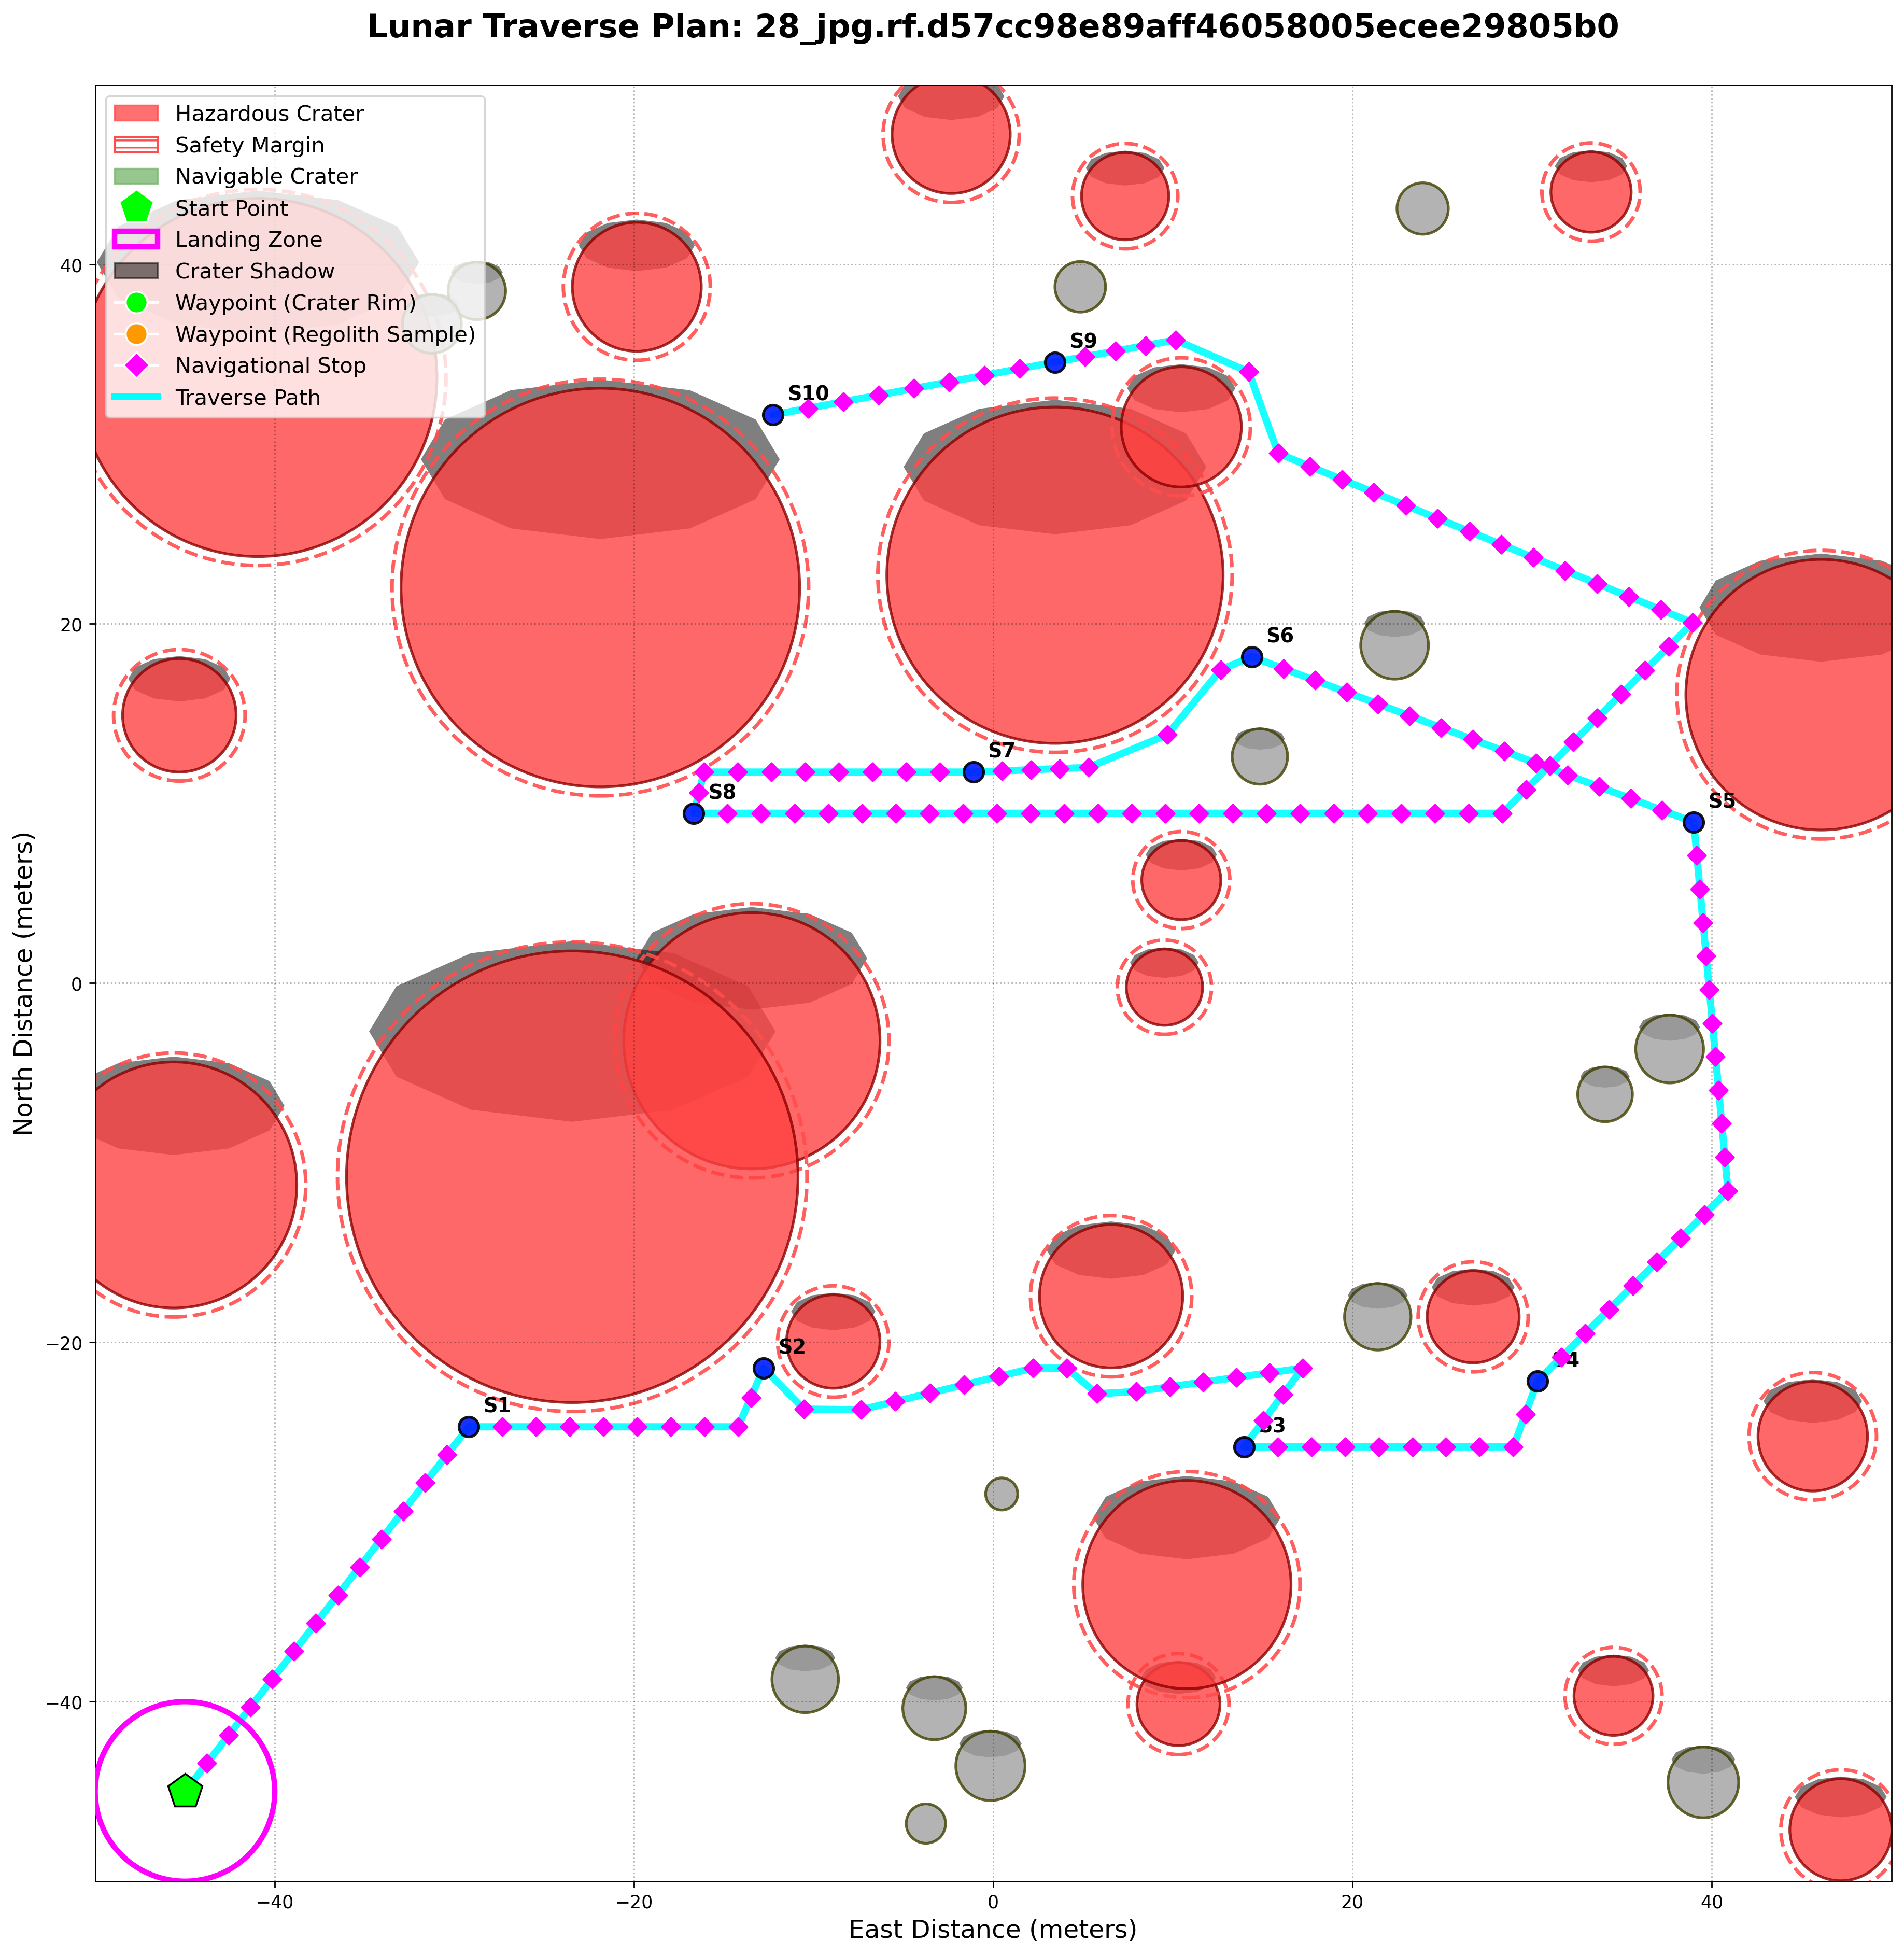 Lunar Traverse Plan: 28_jpg.rf.d57cc98e89aff46058005ecee29805b0
Hazardous Crater
Safety Margin
Navigable Crater
Start Point
Landing Zone
Crater Shadow
Waypoint (Crater Rim)
Waypoint (Regolith Sample)
Navigational Stop
Traverse Path
S9
S10
S6
S7
S8
S5
S2
S4
S1
S3
North Distance (meters)
40
20
0
−20
−40
−40
−20
0
20
40
East Distance (meters)